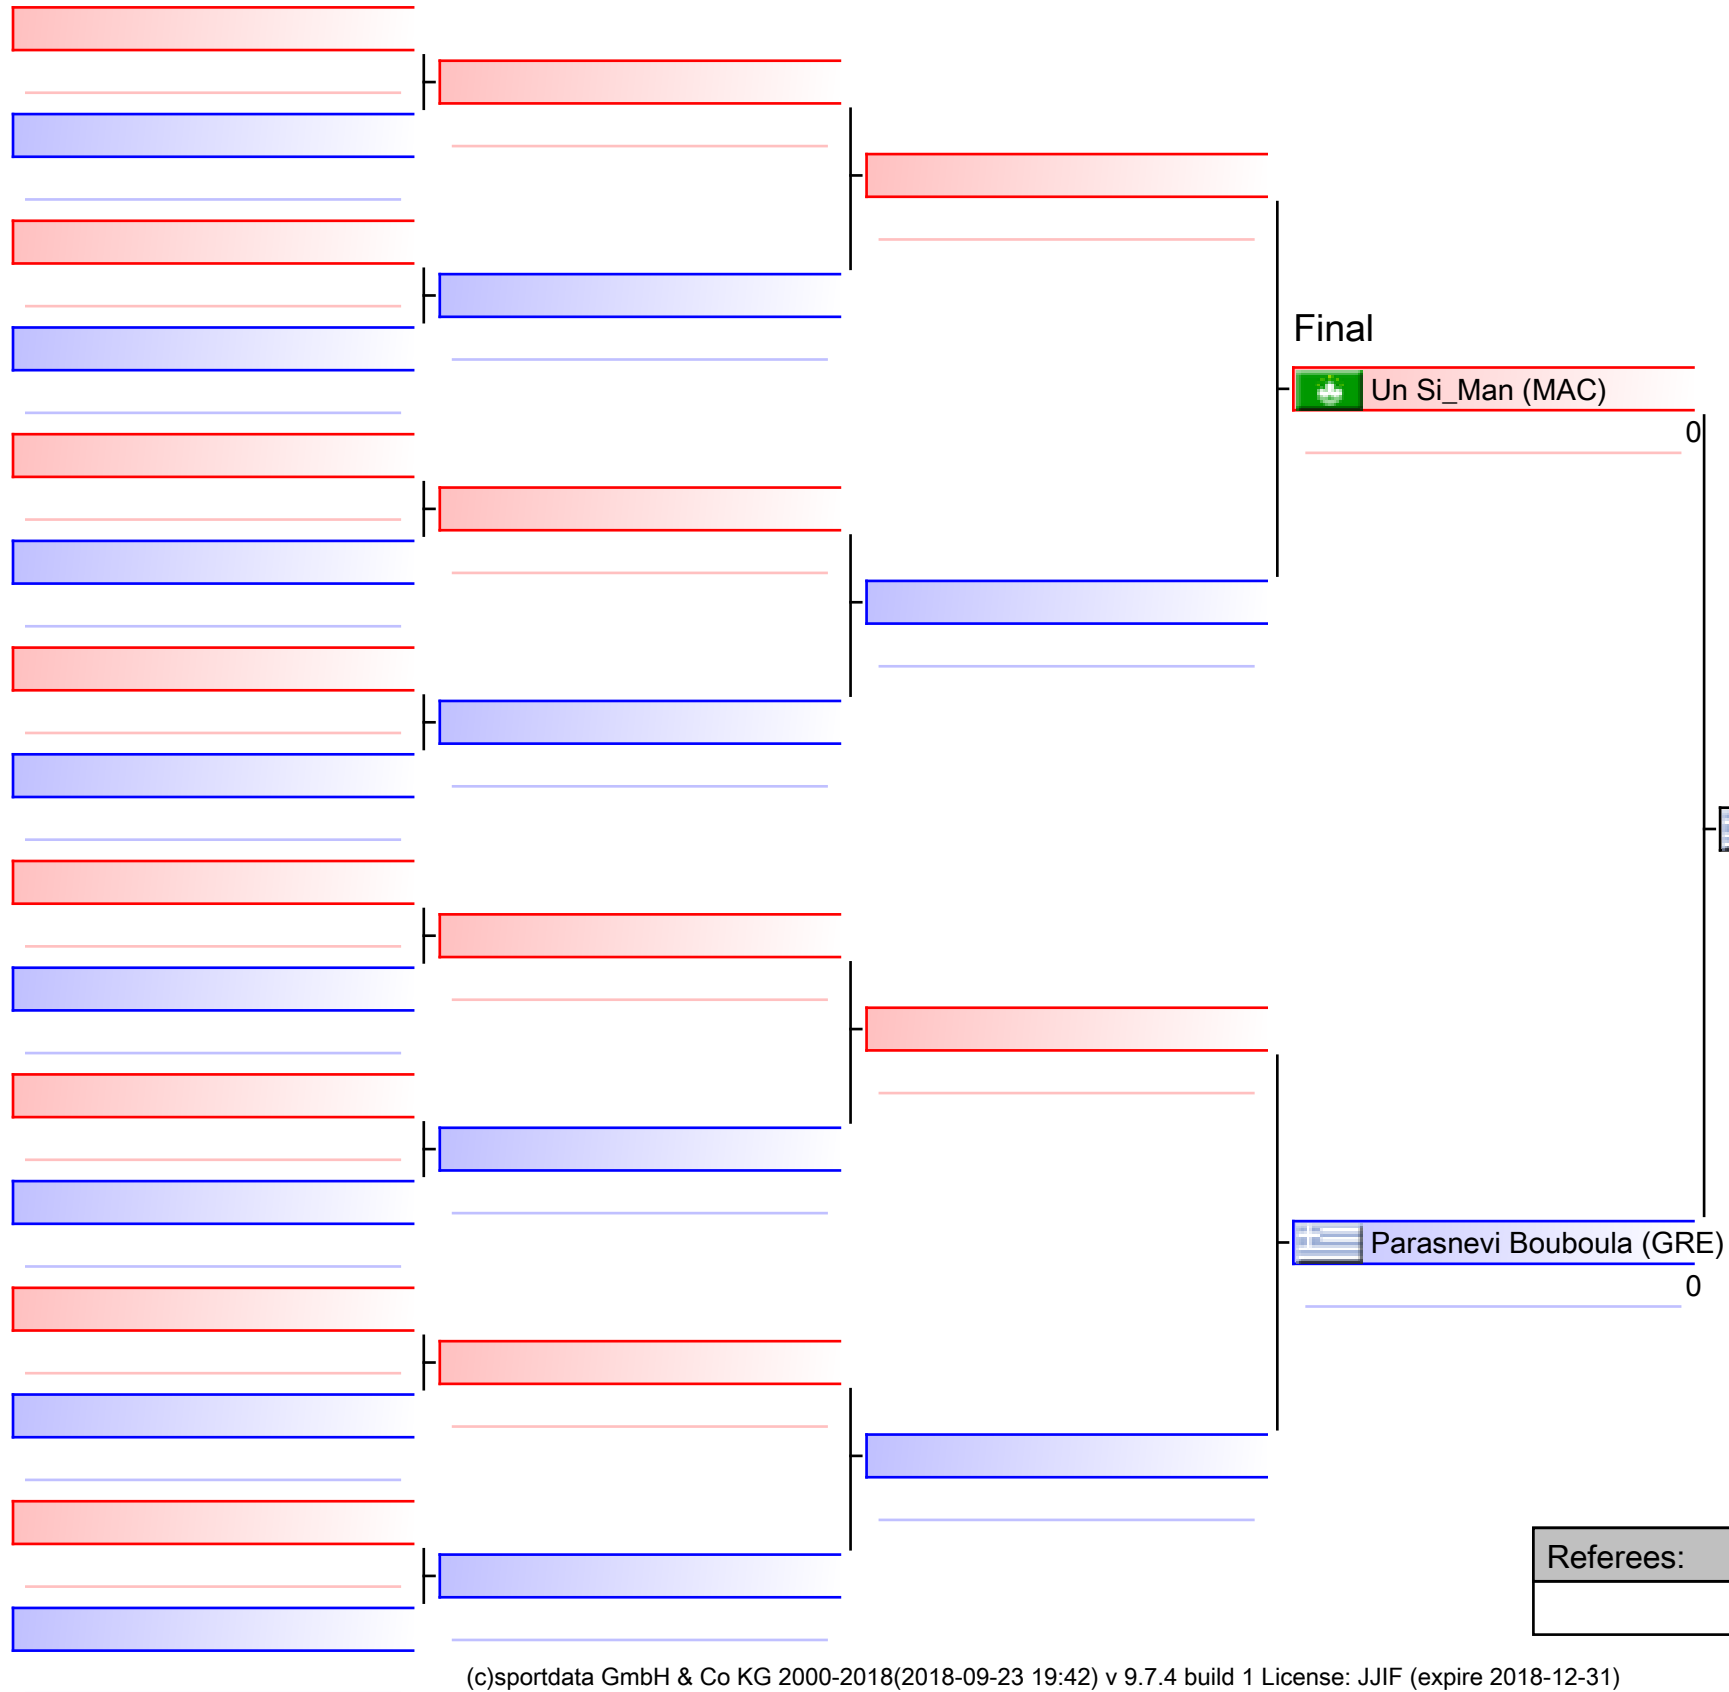 Final
Un Si_Man (MAC)
0
Parasnevi Bouboula (GRE)
0
Referees:
(c)sportdata GmbH & Co KG 2000-2018(2018-09-23 19:42) v 9.7.4 build 1 License: JJIF (expire 2018-12-31)